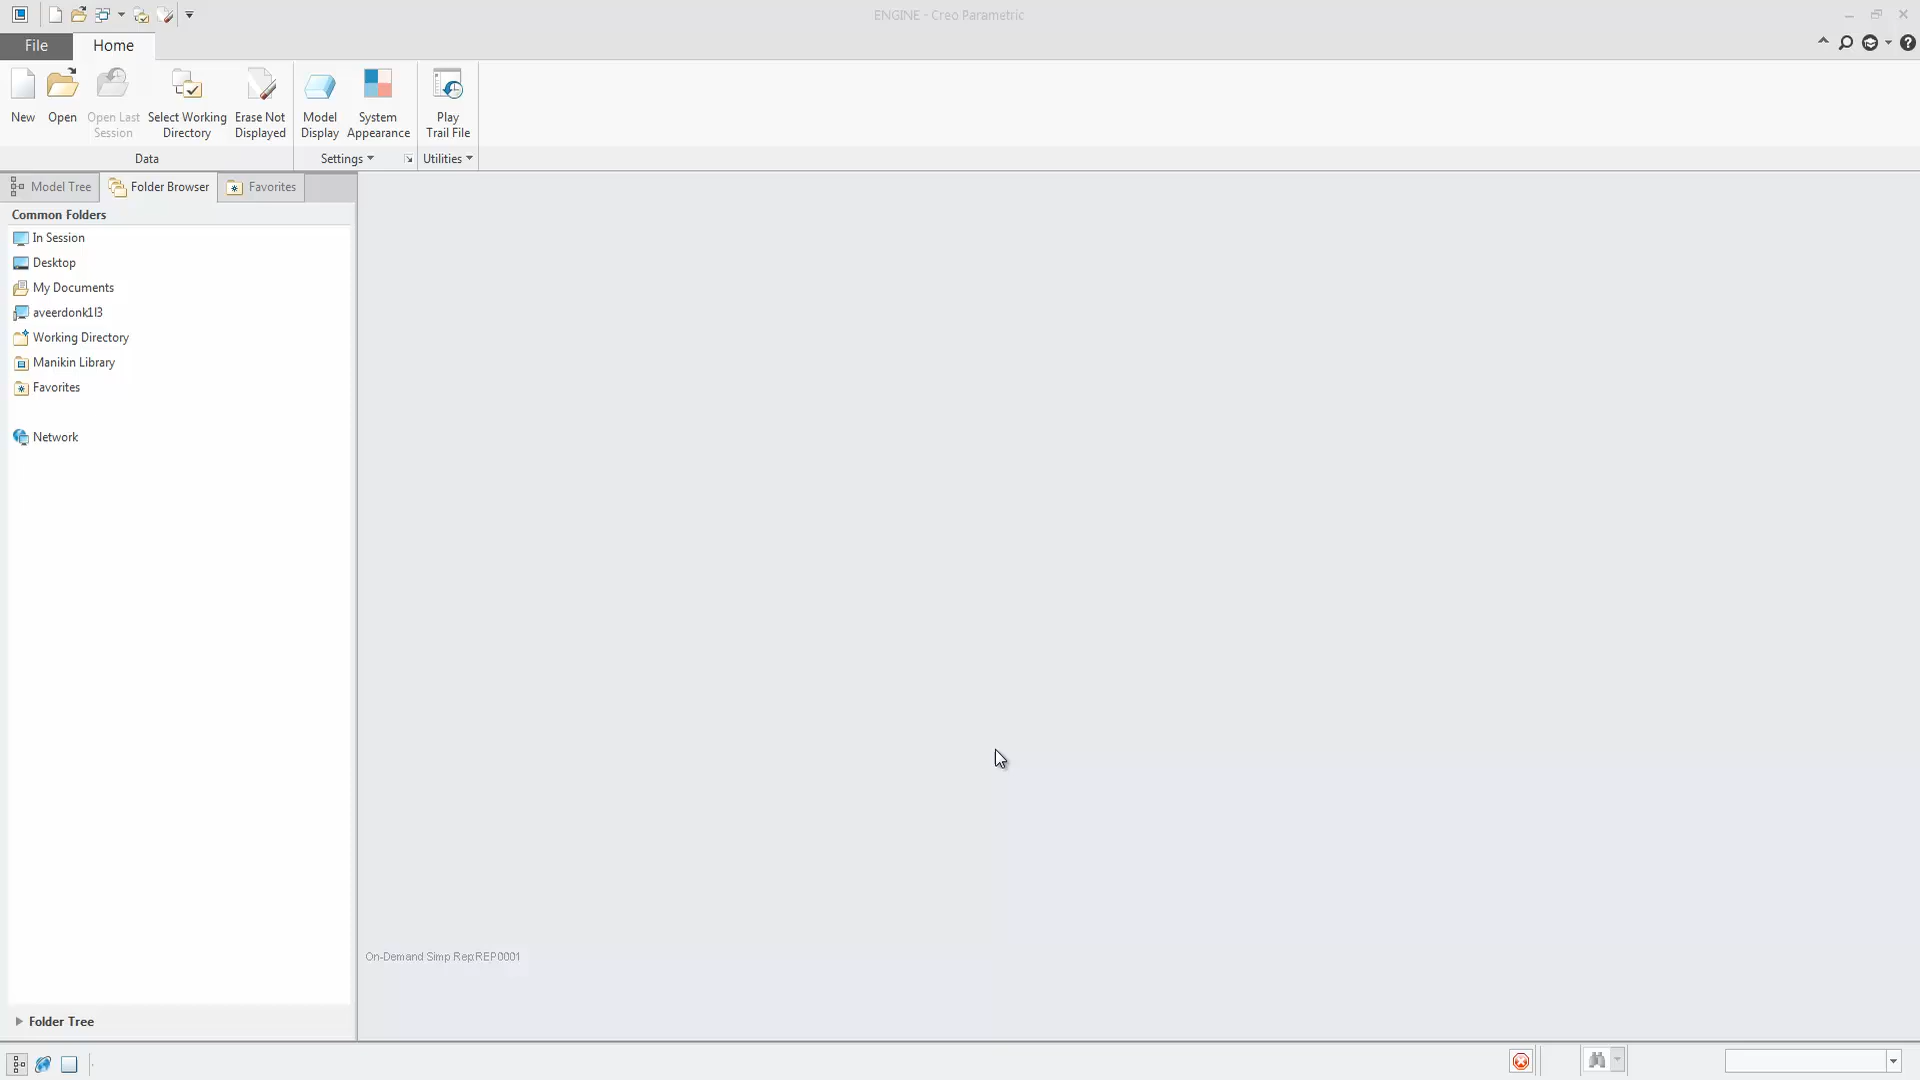 ENGINE - Creo Parametric
File Home
New Open Open Last Session Select Working Directory Erase Not Displayed Model Display System Appearance Play Trail File
Data Settings Utilities
Model Tree Folder Browser Favorites
Common Folders
In Session
Desktop
My Documents
aveerdonk1l3
Working Directory
Manikin Library
Favorites
Network
On-Demand Simp Rep:REP0001
Folder Tree